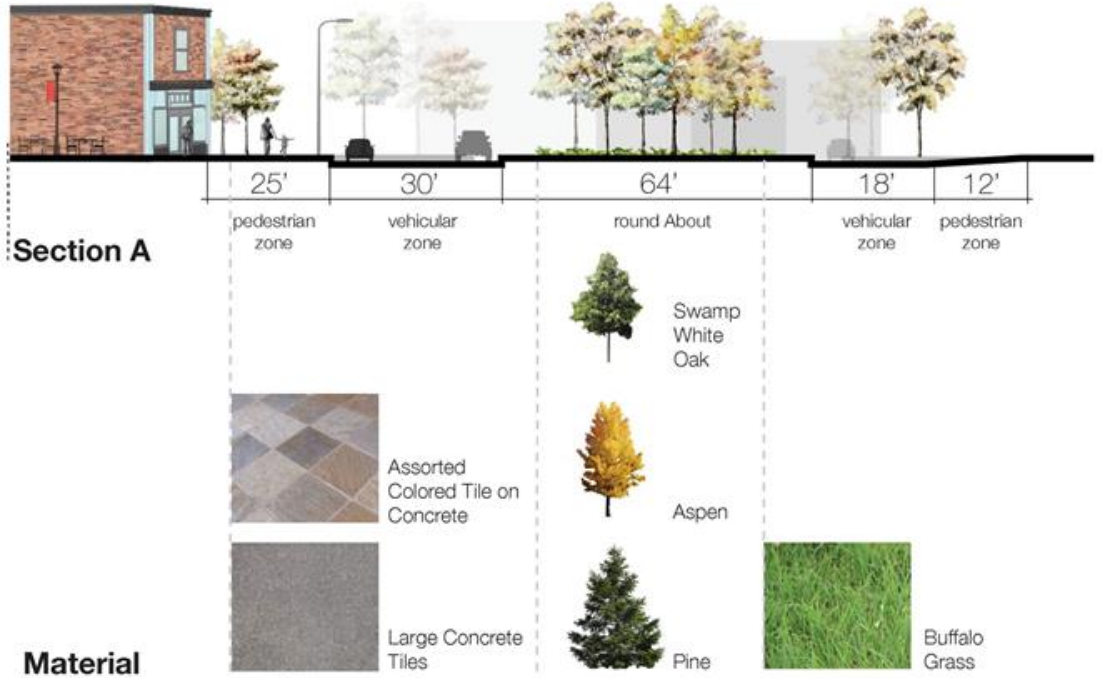 25'
30'
64'
18'
12'
pedestrian
zone
vehicular
zone
round About
vehicular
zone
pedestrian
zone
Section A
Swamp
White
Oak
Assorted
Colored Tile on
Concrete
Aspen
Large Concrete
Tiles
Pine
Buffalo
Grass
Material